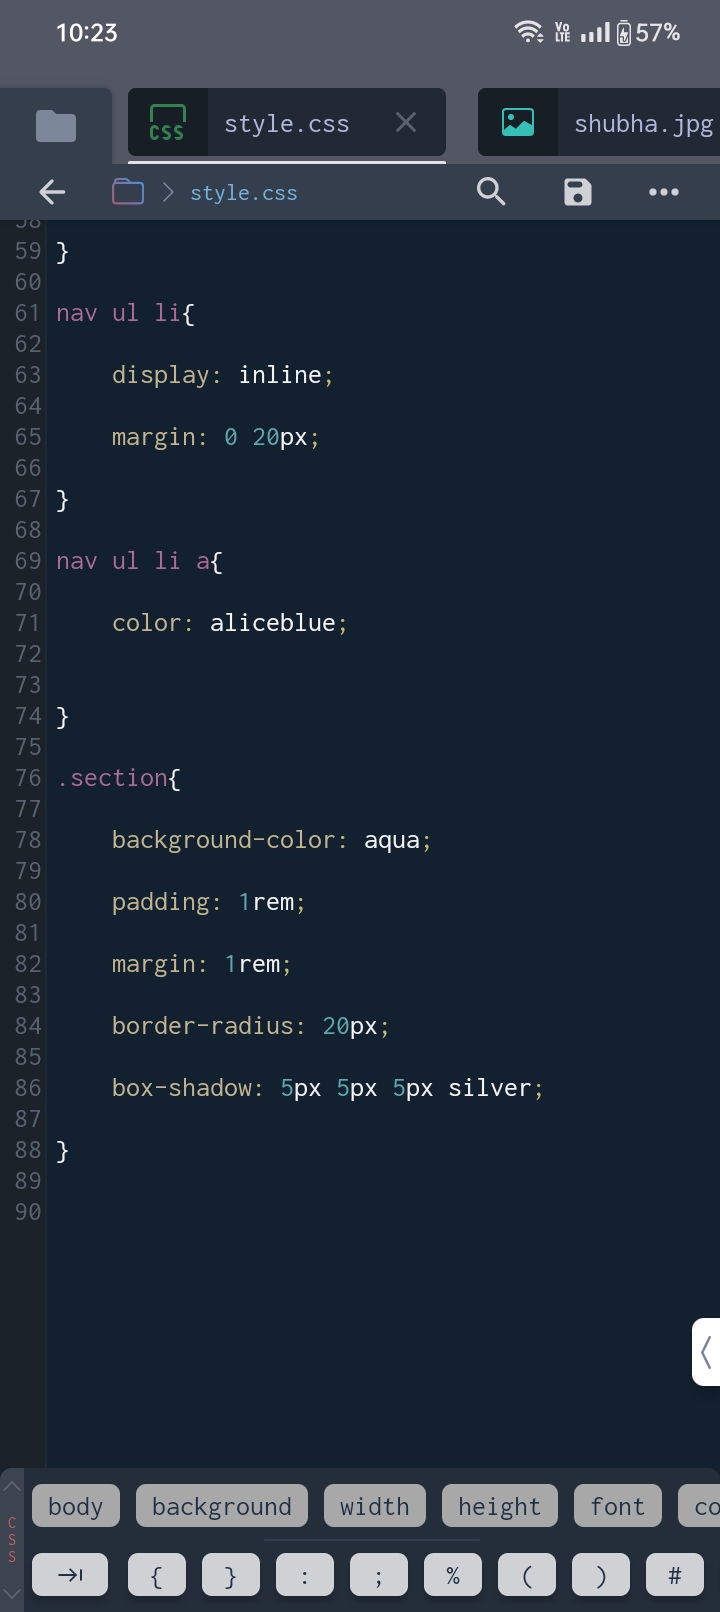 10:23
Vo LTE
57%
CSS
style.css
shubha.jpg
style.css
58
59 }
60
61 nav ul li{
62
63 display: inline;
64
65 margin: 0 20px;
66
67 }
68
69 nav ul li a{
70
71 color: aliceblue;
72
73
74 }
75
76 .section{
77
78 background-color: aqua;
79
80 padding: 1rem;
81
82 margin: 1rem;
83
84 border-radius: 20px;
85
86 box-shadow: 5px 5px 5px silver;
87
88 }
89
90
CSS
body background width height font co
{ } : ; % ( ) #